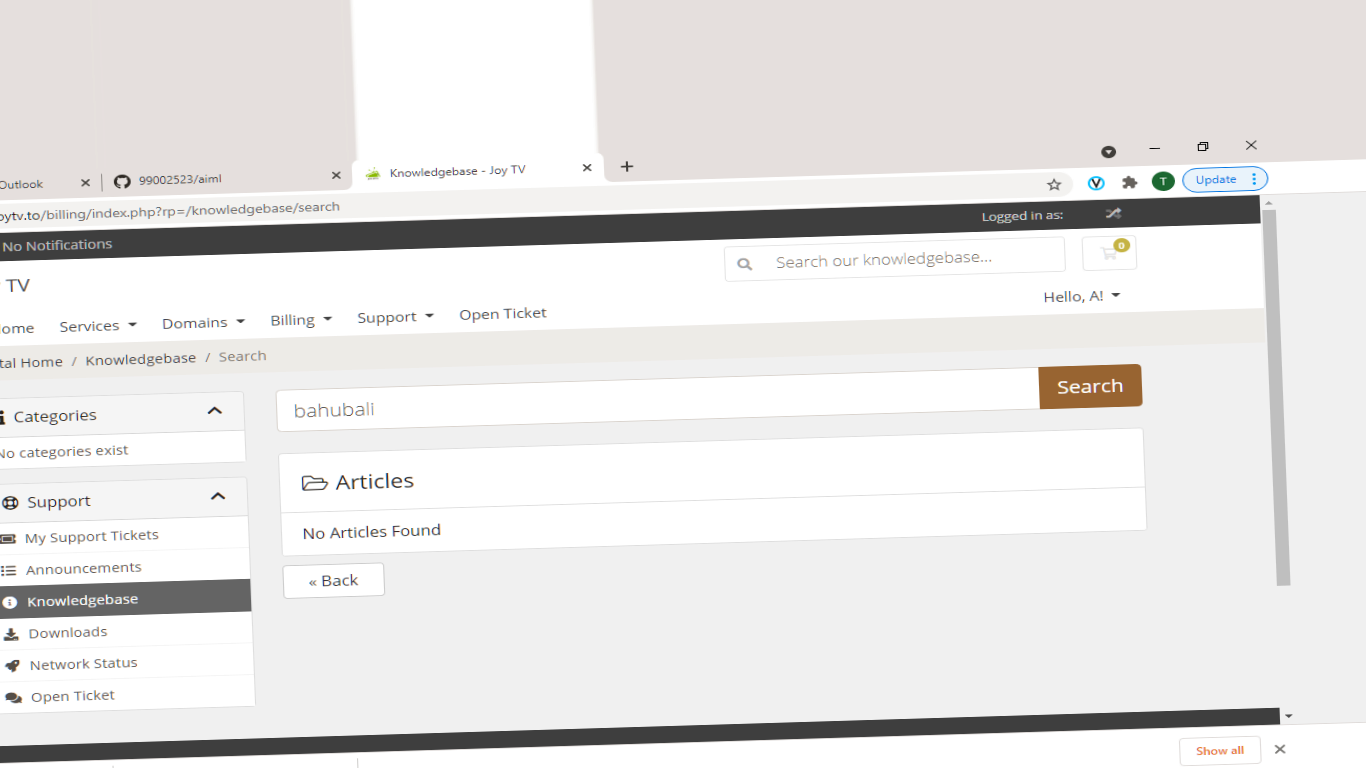 Outlook
99002523/aiml
Knowledgebase - Joy TV
Update
T
oytv.to/billing/index.php?rp=/knowledgebase/search
No Notifications
Logged in as:
TV
Search our knowledgebase...
0
Hello, A!
ome Services Domains Billing Support Open Ticket
tal Home / Knowledgebase / Search
Categories
No categories exist
bahubali
Search
Articles
No Articles Found
« Back
Support
My Support Tickets
Announcements
Knowledgebase
Downloads
Network Status
Open Ticket
Show all